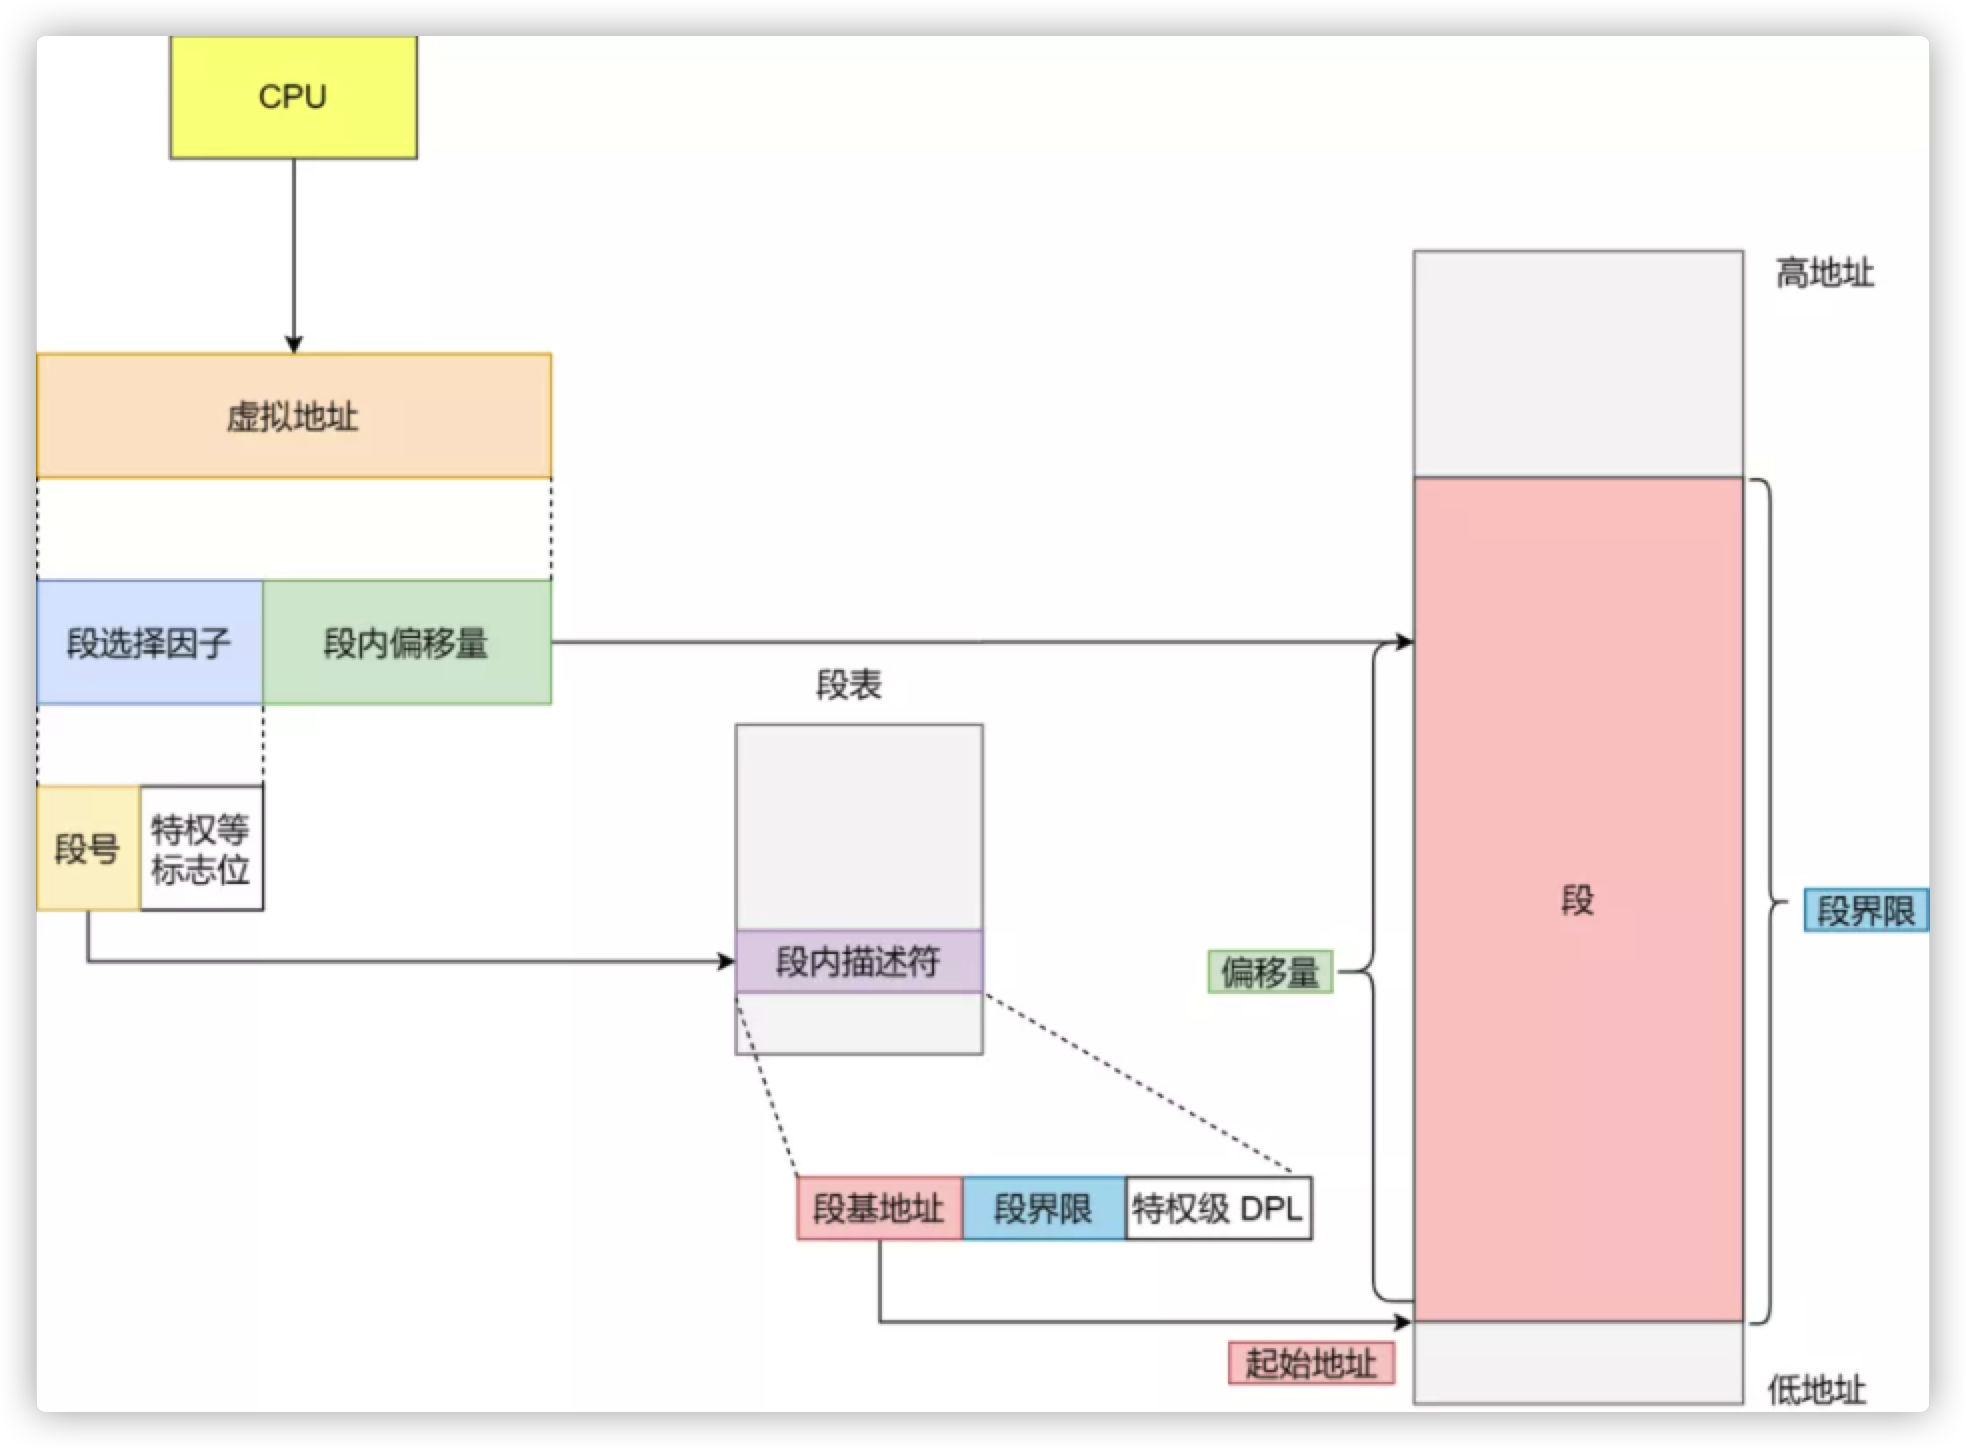 CPU
高地址
虚拟地址
段选择因子
段内偏移量
段表
段号
特权等
标志位
段内描述符
偏移量
段
段界限
段基地址
段界限
特权级 DPL
起始地址
低地址